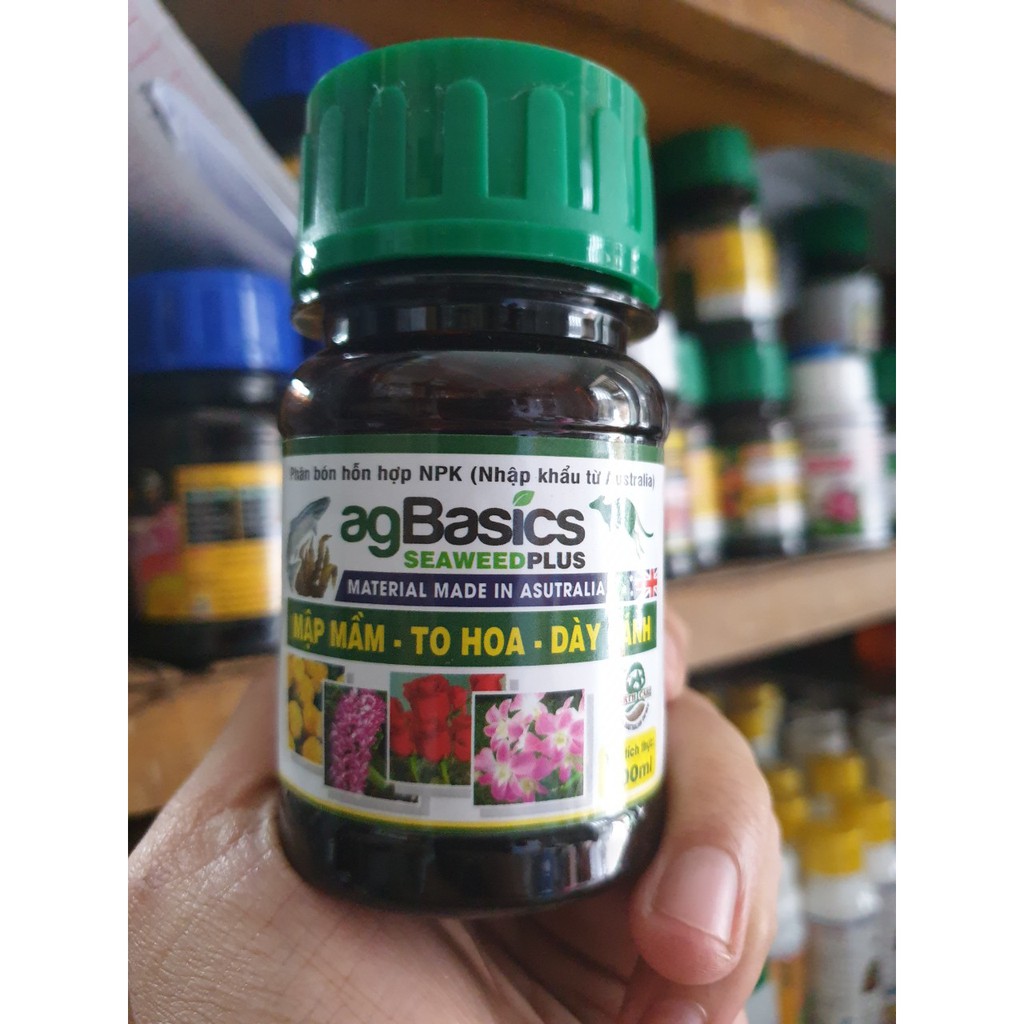 Phân bón hỗn hợp NPK (Nhập khẩu từ Australia)
agBasics
SEAWEEDPLUS
MATERIAL MADE IN ASUTRALIA
MẬP MẦM - TO HOA - DÀY